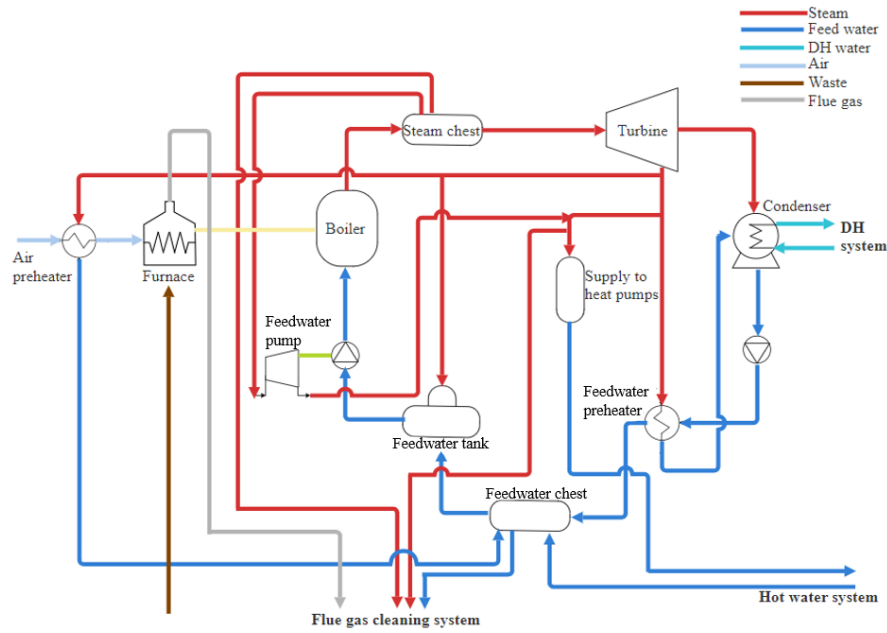 Steam
Feed water
DH water
Air
Waste
Flue gas
Steam chest
Turbine
Condenser
DH
system
Boiler
Air
preheater
Furnace
Supply to
heat pumps
Feedwater
pump
Feedwater
preheater
Feedwater tank
Feedwater chest
Hot water system
Flue gas cleaning system